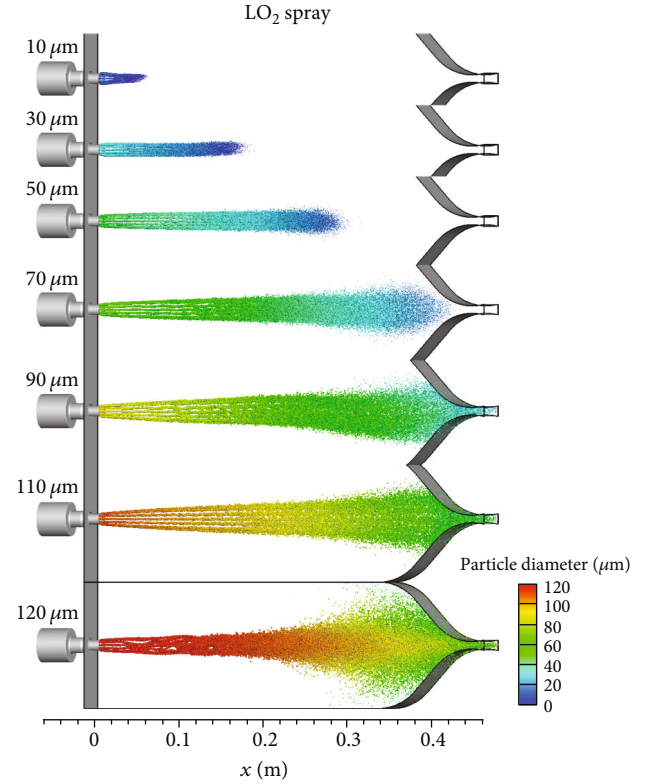 LO₂ spray
10 μm
30 μm
50 μm
70 μm
90 μm
110 μm
120 μm
Particle diameter (μm)
120
100
80
60
40
20
0
0 0.1 0.2 0.3 0.4
x (m)